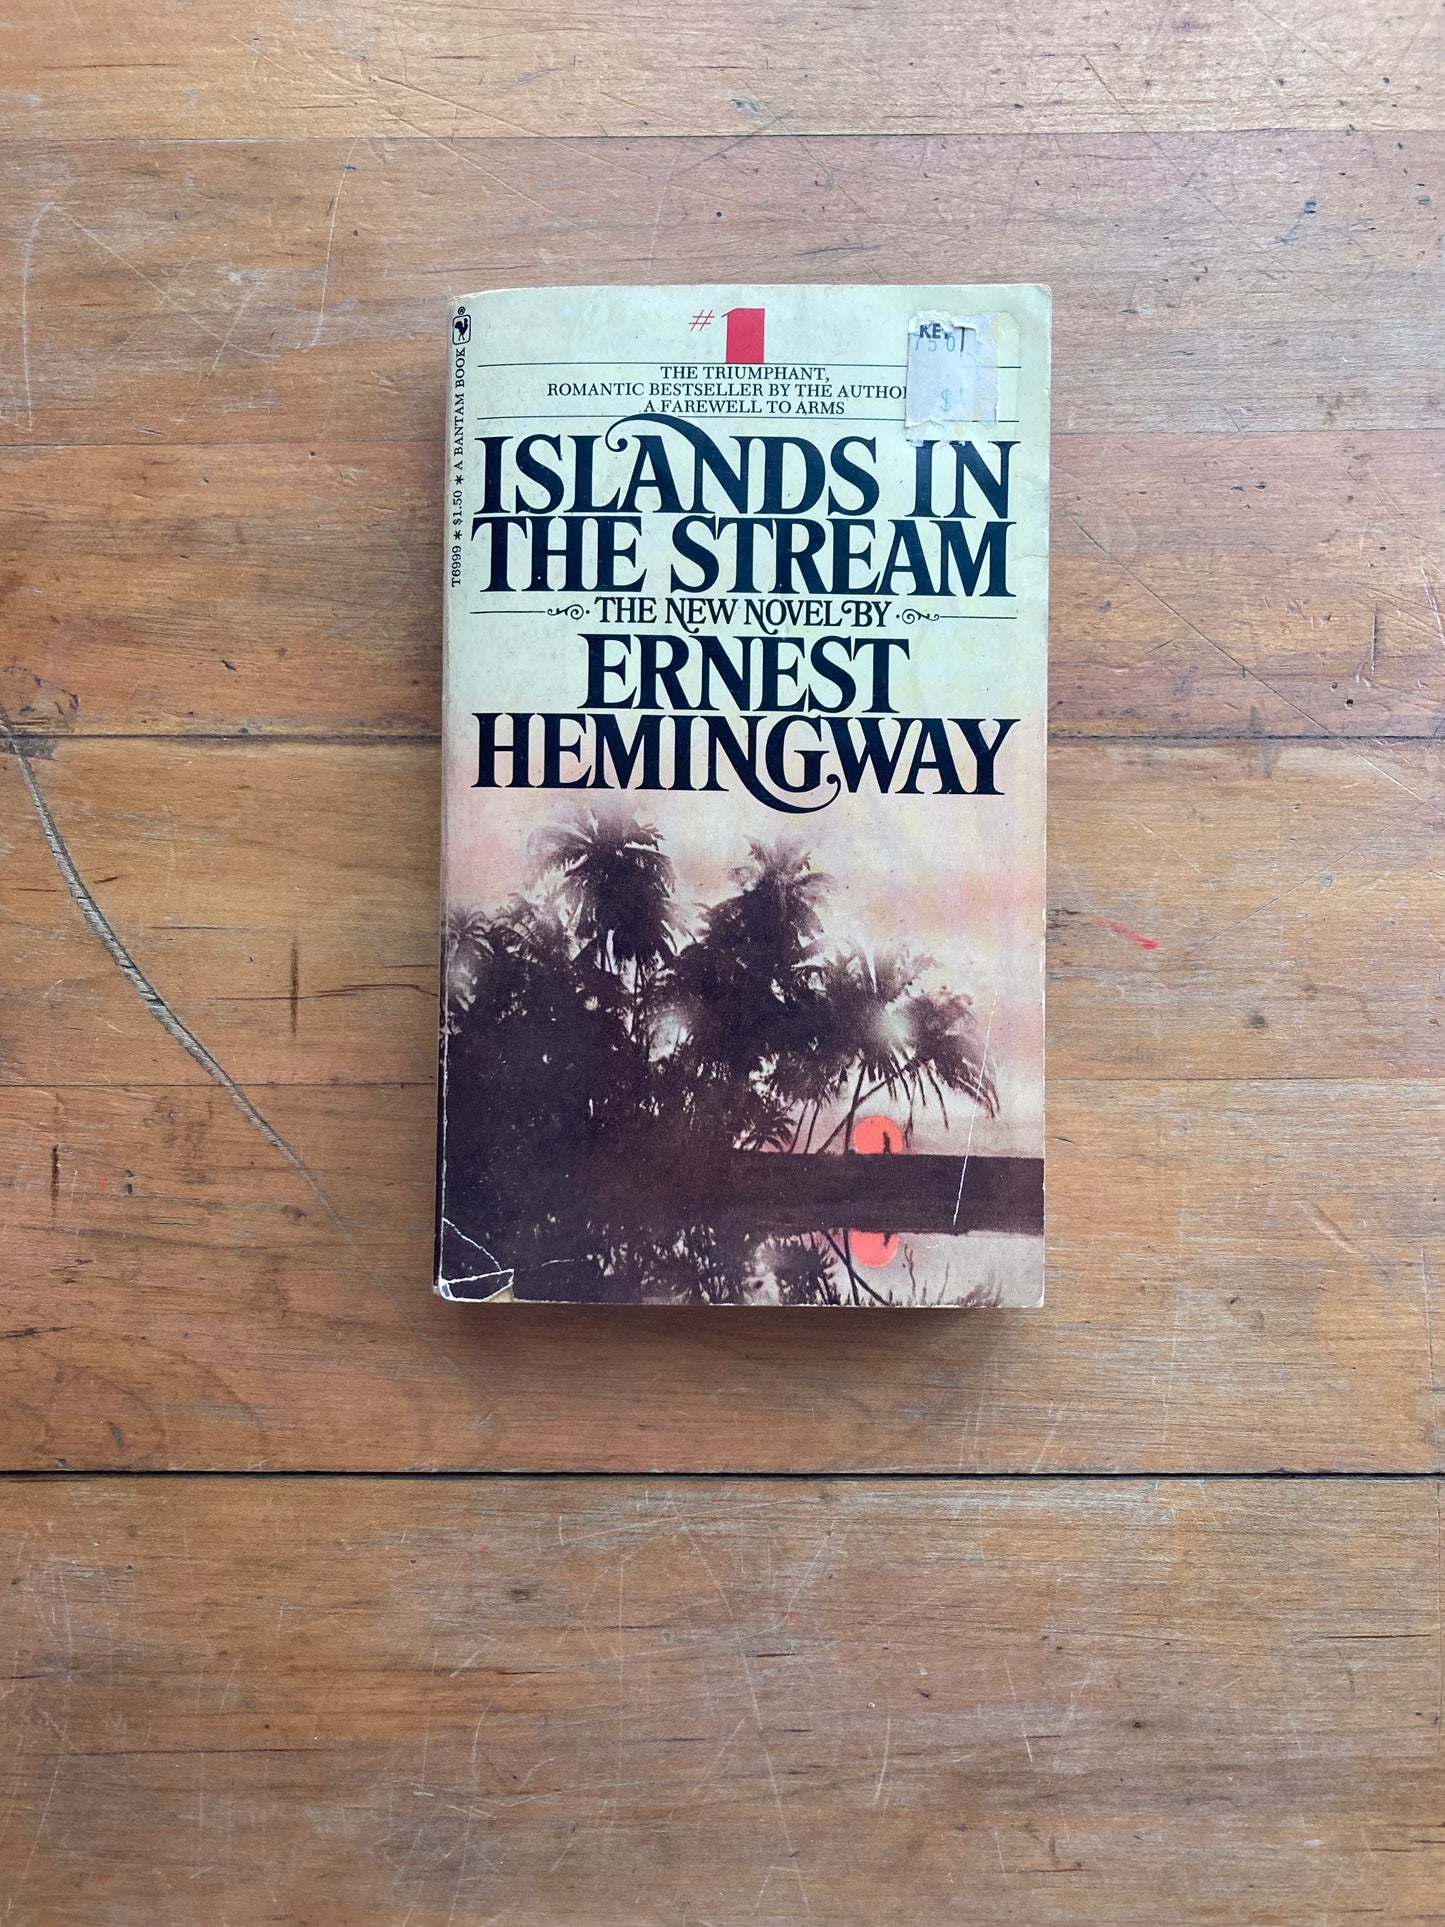 T6999 * $1.50 * A BANTAM BOOK ®
#1
THE TRIUMPHANT,
ROMANTIC BESTSELLER BY THE AUTHO
A FAREWELL TO ARMS
$
ISLANDS IN
THE STREAM
THE NEW NOVEL BY
ERNEST
HEMINGWAY